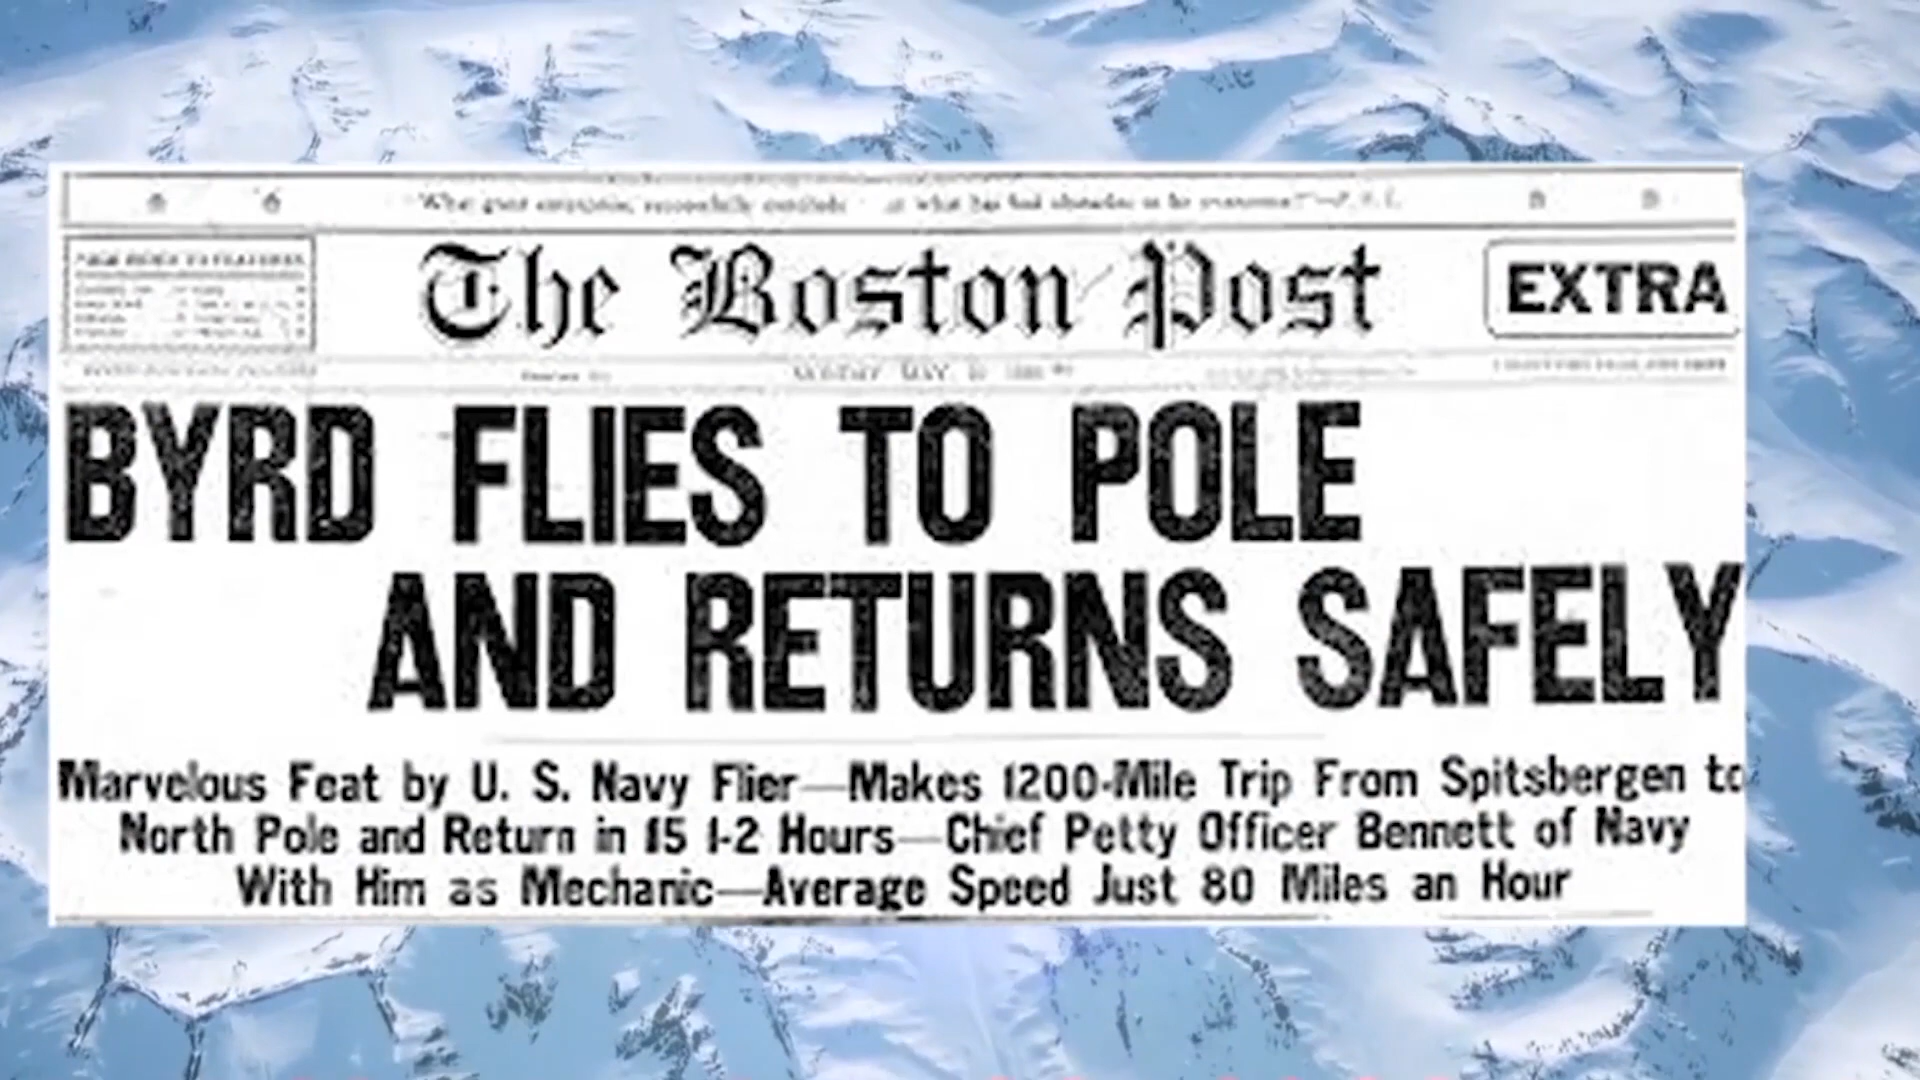 The Boston Post
EXTRA
BYRD FLIES TO POLE
AND RETURNS SAFELY
Marvelous Feat by U. S. Navy Flier—Makes 1200-Mile Trip From Spitsbergen to
North Pole and Return in 15 1-2 Hours—Chief Petty Officer Bennett of Navy
With Him as Mechanic—Average Speed Just 80 Miles an Hour